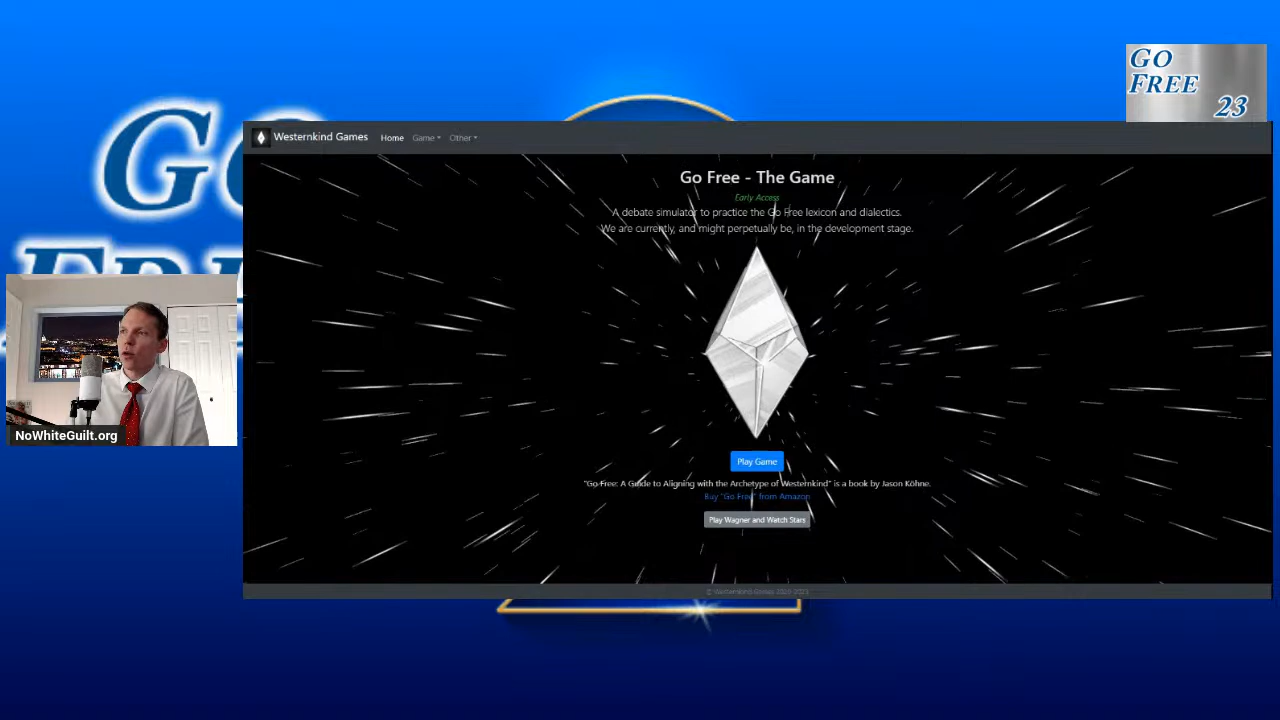 GO
FREE
23
Westernkind Games Home Game Other
Go Free - The Game
Early Access
A debate simulator to practice the Go Free lexicon and dialectics.
We are currently, and might perpetually be, in the development stage.
NoWhiteGuilt.org
Play Game
"Go Free: A Guide to Aligning with the Archetype of Westernkind" is a book by Jason Köhne.
Buy "Go Free" from Amazon
Play Wagner and Watch Stars